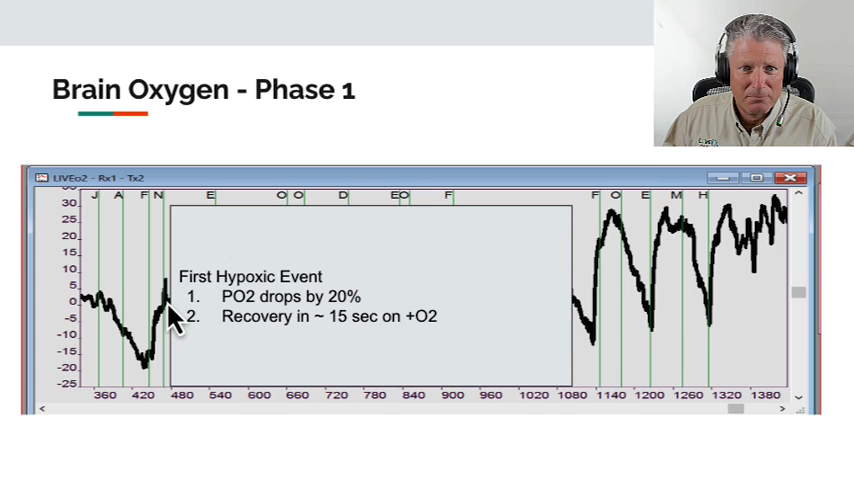 Brain Oxygen - Phase 1
LIVEo2 - Rx1 - Tx2
J A F N E O O D E O F F O E M H
30
25
20
15
10
5
0
-5
-10
-15
-20
-25
First Hypoxic Event
1. PO2 drops by 20%
2. Recovery in ~ 15 sec on +O2
360 420 480 540 600 660 720 780 840 900 960 1020 1080 1140 1200 1260 1320 1380